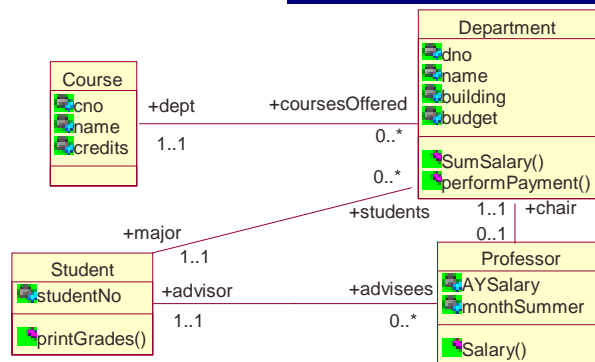 Department
dno
name
building
budget
SumSalary()
performPayment()
Course
cno
name
credits
+dept
+coursesOffered
1..1
0..*
0..*
+students
+major
1..1
1..1
+chair
0..1
Student
studentNo
printGrades()
+advisor
+advisees
1..1
0..*
Professor
AYSalary
monthSummer
Salary()